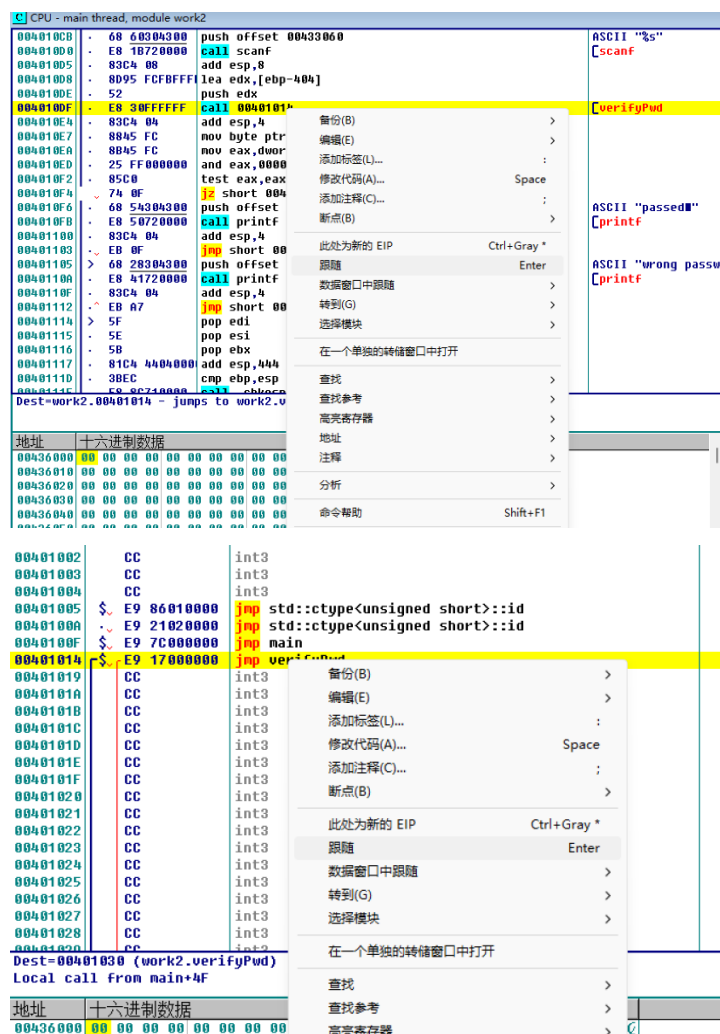 C CPU - main thread, module work2
004010CB · 68 60304300 push offset 00433060 ASCII "%s"
004010D0 · E8 1B720000 call scanf scanf
004010D5 · 83C4 08 add esp,8
004010D8 · 8D95 FCFBFFF lea edx,[ebp-404]
004010DE · 52 push edx
004010DF · E8 30FFFFFF call 00401014 verifyPwd
004010E4 · 83C4 04 add esp,4
004010E7 · 8845 FC mov byte ptr
004010EA · 8B45 FC mov eax,dwor
004010ED · 25 FF000000 and eax,0000
004010F2 · 85C0 test eax,eax
004010F4 74 0F jz short 004
004010F6 · 68 54304300 push offset ASCII "passed
004010FB · E8 50720000 call printf printf
00401100 · 83C4 04 add esp,4
00401103 · EB 0F jmp short 00
00401105 > 68 28304300 push offset ASCII "wrong passw
0040110A · E8 41720000 call printf printf
0040110F · 83C4 04 add esp,4
00401112 ·^ EB A7 jmp short 00
00401114 > 5F pop edi
00401115 · 5E pop esi
00401116 · 5B pop ebx
00401117 · 81C4 44040000 add esp,444
0040111D · 3BEC cmp ebp,esp
Dest=work2.00401014 - jumps to work2.v
地址 十六进制数据
00436000 00 00 00 00 00 00 00 00 00 00
00436010 00 00 00 00 00 00 00 00 00 00
00436020 00 00 00 00 00 00 00 00 00 00
00436030 00 00 00 00 00 00 00 00 00 00
00436040 00 00 00 00 00 00 00 00 00 00
备份(B) >
编辑(E) >
添加标签(L)... :
修改代码(A)... Space
添加注释(C)... ;
断点(B) >
此处为新的 EIP Ctrl+Gray *
跟随 Enter
数据窗口中跟随 >
转到(G) >
选择模块 >
在一个单独的转储窗口中打开
查找 >
查找参考 >
高亮寄存器 >
地址 >
注释 >
分析 >
命令帮助 Shift+F1
00401002 CC int3
00401003 CC int3
00401004 CC int3
00401005 $ E9 86010000 jmp std::ctype<unsigned short>::id
0040100A · E9 21020000 jmp std::ctype<unsigned short>::id
0040100F $ E9 7C000000 jmp main
00401014 $ E9 17000000 jmp verifyPwd
00401019 CC int3
0040101A CC int3
0040101B CC int3
0040101C CC int3
0040101D CC int3
0040101E CC int3
0040101F CC int3
00401020 CC int3
00401021 CC int3
00401022 CC int3
00401023 CC int3
00401024 CC int3
00401025 CC int3
00401026 CC int3
00401027 CC int3
00401028 CC int3
Dest=00401030 (work2.verifyPwd)
Local call from main+4F
地址 十六进制数据
00436000 00 00 00 00 00 00 00 00
备份(B) >
编辑(E) >
添加标签(L)... :
修改代码(A)... Space
添加注释(C)... ;
断点(B) >
此处为新的 EIP Ctrl+Gray *
跟随 Enter
数据窗口中跟随 >
转到(G) >
选择模块 >
在一个单独的转储窗口中打开
查找 >
查找参考 >
高亮寄存器 >